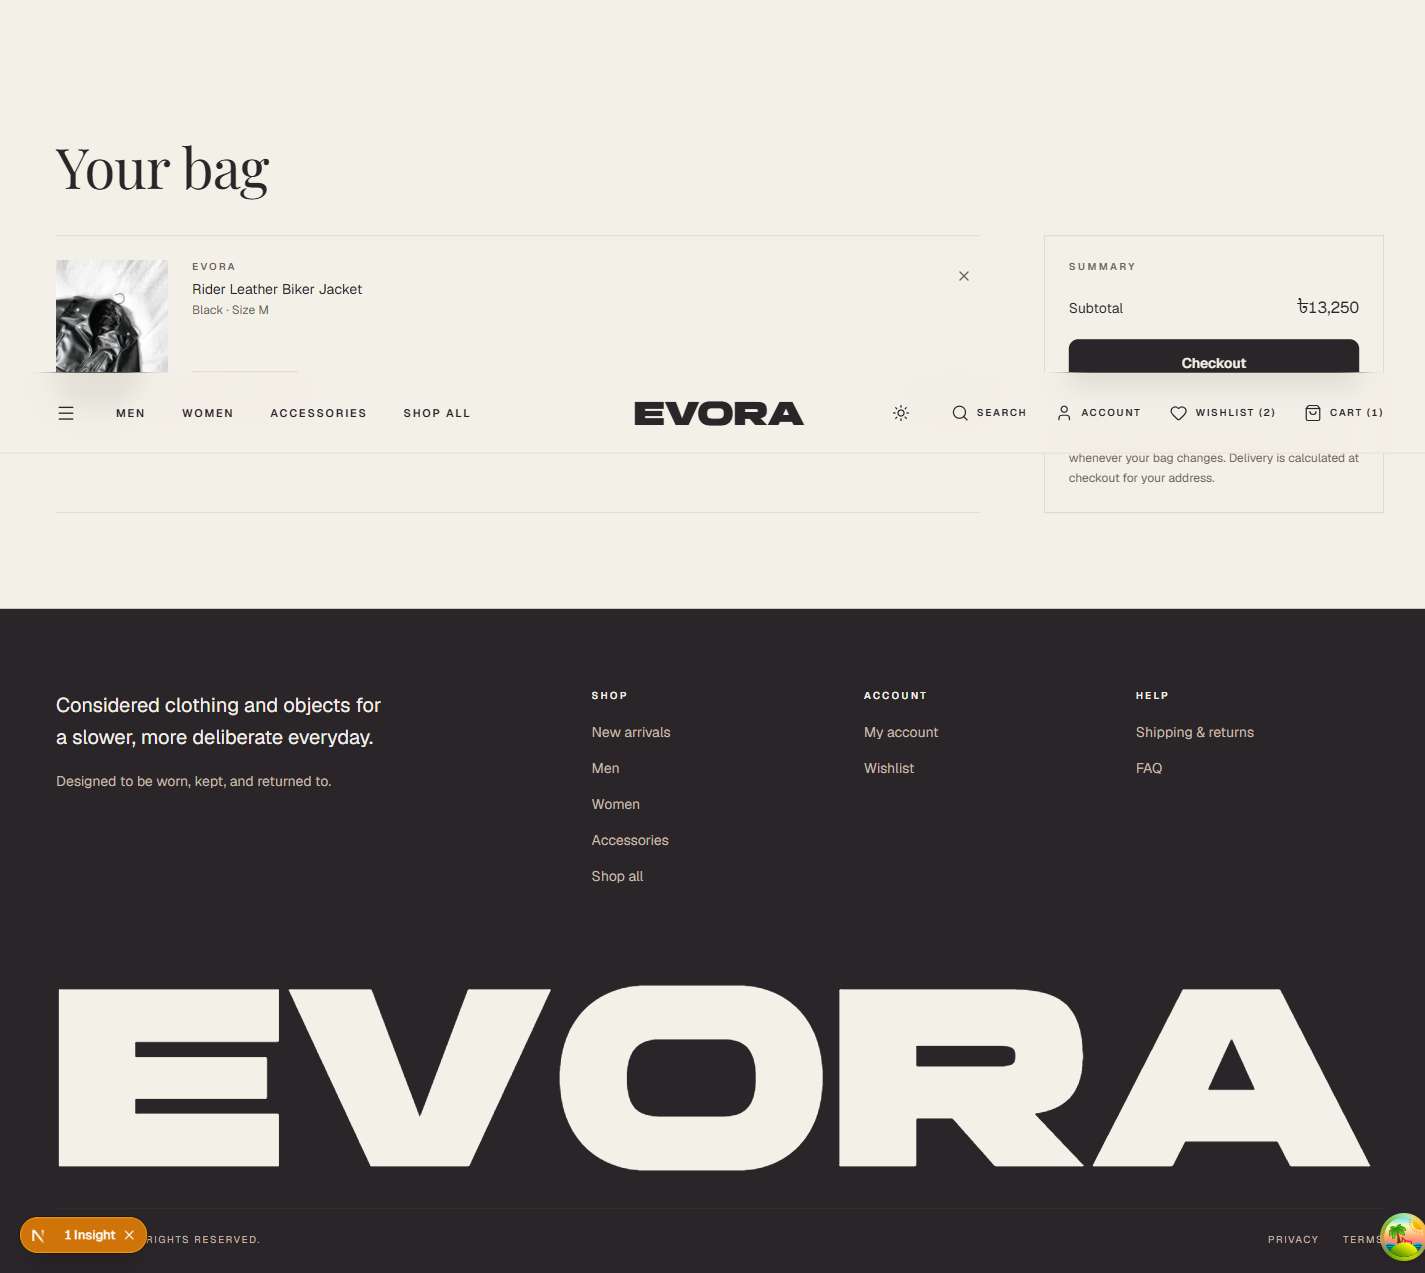 Your bag
EVORA
Rider Leather Biker Jacket
Black · Size M
SUMMARY
Subtotal ৳13,250
Checkout
MEN WOMEN ACCESSORIES SHOP ALL EVORA SEARCH ACCOUNT WISHLIST (2) CART (1)
whenever your bag changes. Delivery is calculated at
checkout for your address.
Considered clothing and objects for
a slower, more deliberate everyday.
Designed to be worn, kept, and returned to.
SHOP
New arrivals
Men
Women
Accessories
Shop all
ACCOUNT
My account
Wishlist
HELP
Shipping & returns
FAQ
EVORA
N 1 Insight
RIGHTS RESERVED.
PRIVACY TERMS